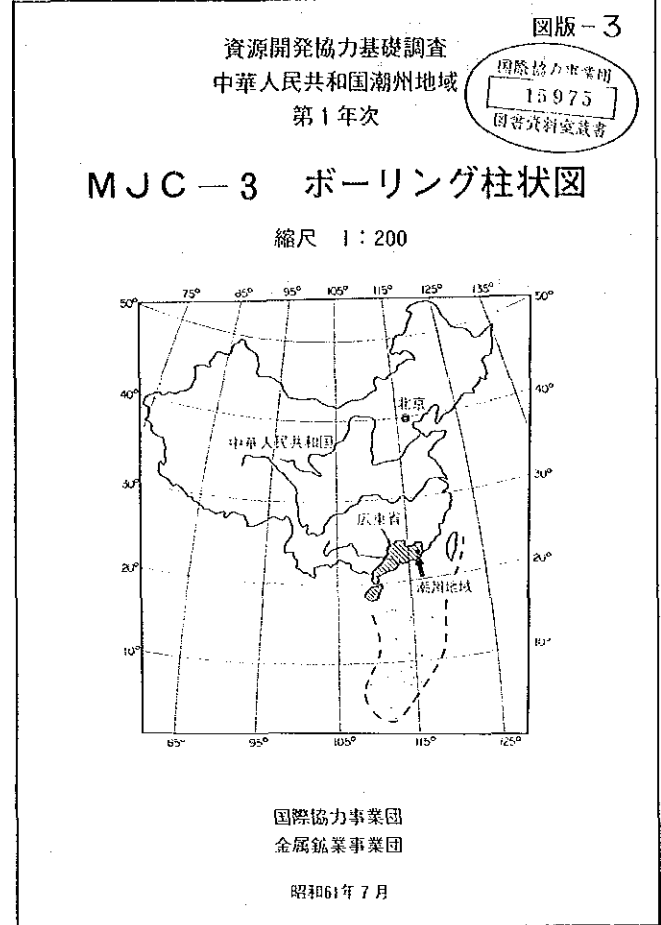 図版-3
資源開発協力基礎調査
中華人民共和国潮州地域
第1年次
国際協力事業団
15975
図書資料室蔵書
MJC-3 ボーリング柱状図
縮尺 1:200
75° 85° 95° 105° 115° 125° 135°
50° 50°
40° 40°
北京
中華人民共和国
30° 30°
広東省
20° 20°
潮州地域
10° 10°
85° 95° 105° 115° 125°
国際協力事業団
金属鉱業事業団
昭和61年7月